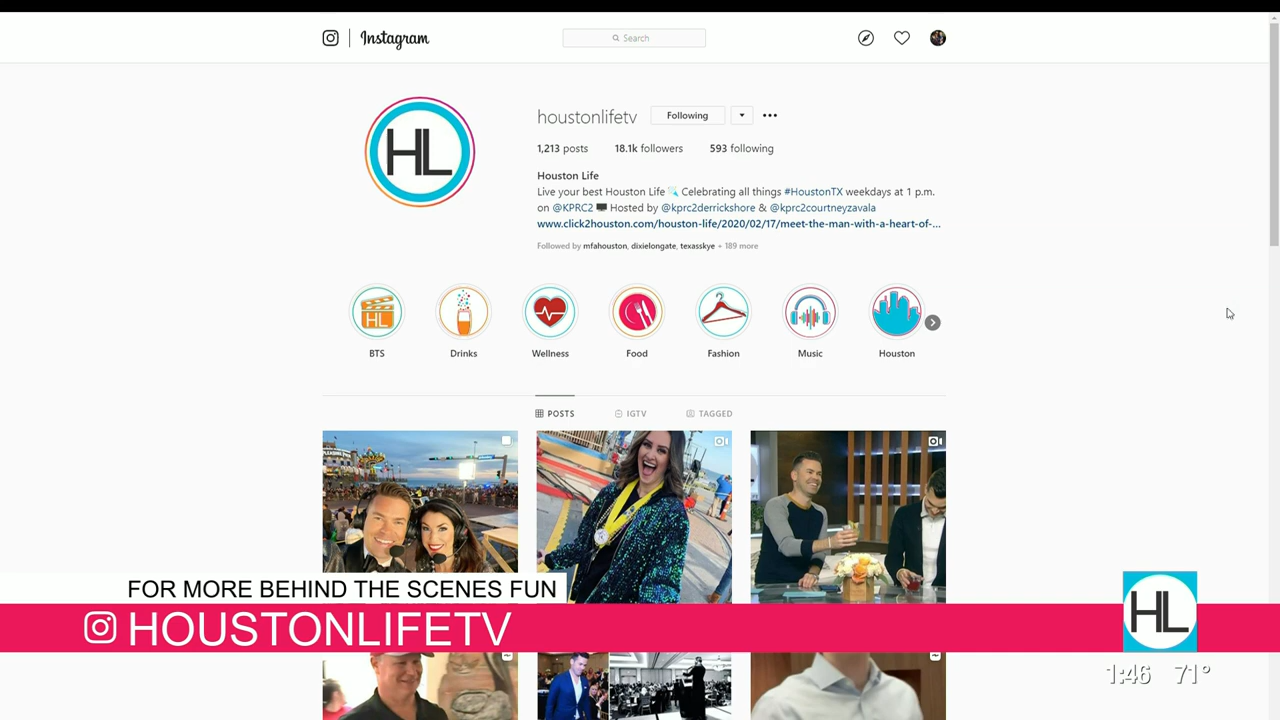 Instagram
Search
houstonlifetv Following
1,213 posts 18.1k followers 593 following
Houston Life
Live your best Houston Life Celebrating all things #HoustonTX weekdays at 1 p.m.
on @KPRC2 Hosted by @kprc2derrickshore & @kprc2courtneyzavala
www.click2houston.com/houston-life/2020/02/17/meet-the-man-with-a-heart-of-...
Followed by mfahouston, dixielongate, texasskye + 189 more
HL
HL
BTS Drinks Wellness Food Fashion Music Houston
POSTS IGTV TAGGED
FOR MORE BEHIND THE SCENES FUN
HOUSTONLIFETV
HL
1:46 71°